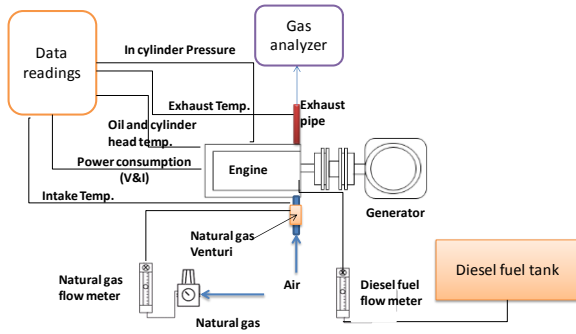 Data
readings
In cylinder Pressure
Gas
analyzer
Exhaust Temp.
Exhaust
pipe
Oil and cylinder
head temp.
Power consumption
(V&I)
Engine
Intake Temp.
Generator
Natural gas
Venturi
Natural gas
flow meter
Air
Natural gas
Diesel fuel
flow meter
Diesel fuel tank